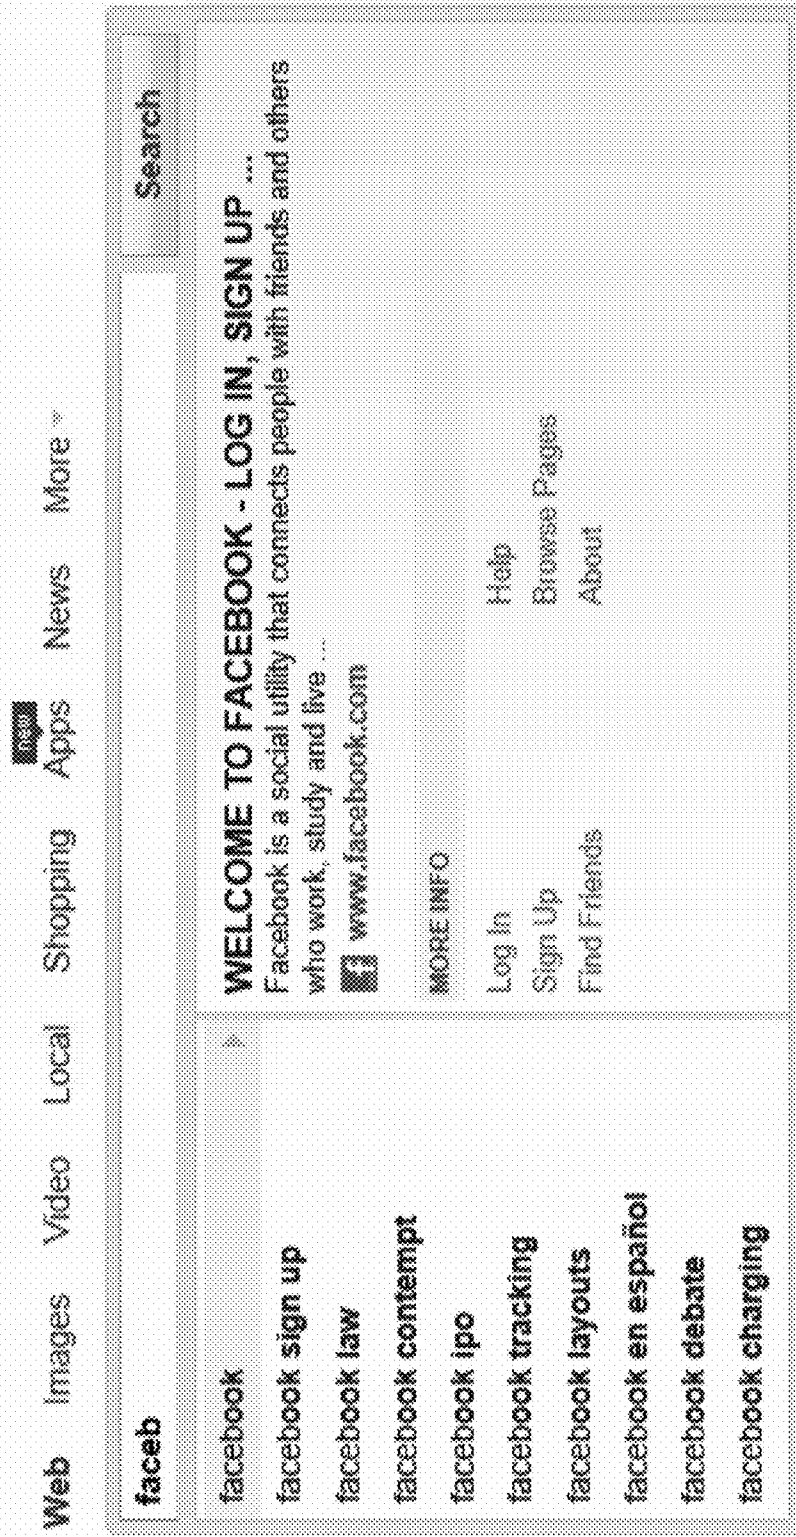 new
Web Images Video Local Shopping Apps News More
faceb Search
facebook
facebook sign up
facebook law
facebook contempt
facebook ipo
facebook tracking
facebook layouts
facebook en español
facebook debate
facebook charging
WELCOME TO FACEBOOK - LOG IN, SIGN UP ...
Facebook is a social utility that connects people with friends and others
who work, study and live ...
f www.facebook.com
MORE INFO
Log In Help
Sign Up Browse Pages
Find Friends About